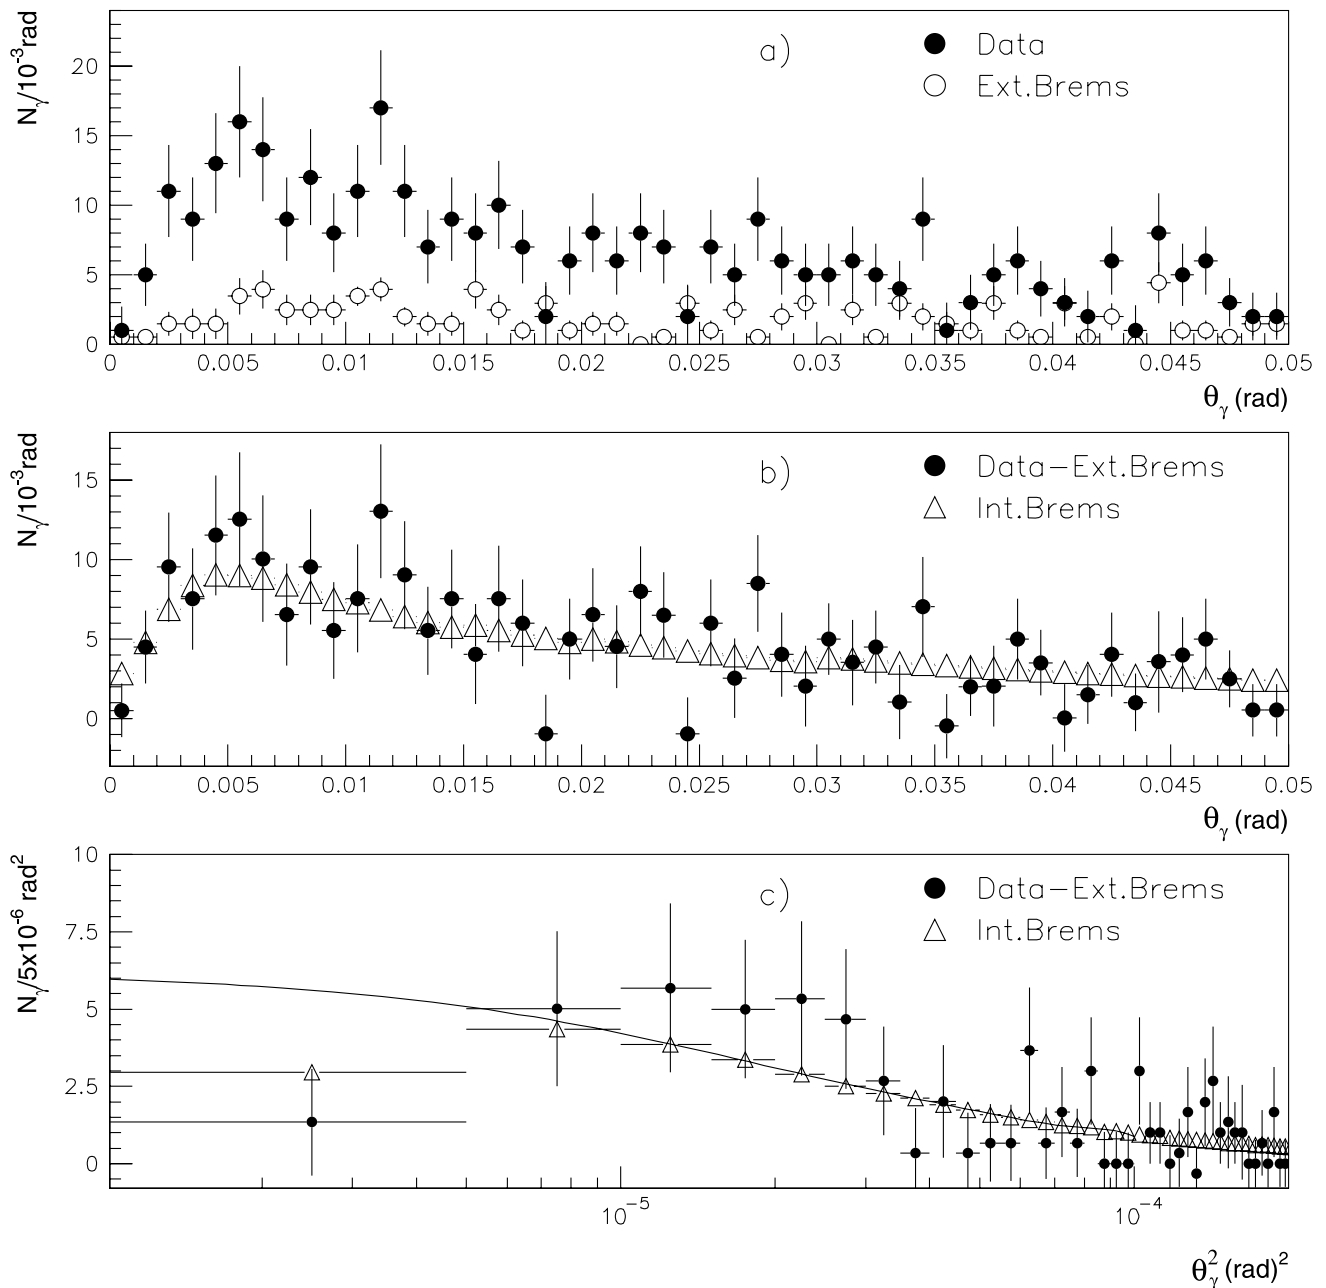 N_γ/10⁻³rad
a)
Data
Ext.Brems
20
15
10
5
0
0 0.005 0.01 0.015 0.02 0.025 0.03 0.035 0.04 0.045 0.05
θ_γ (rad)
N_γ/10⁻³rad
b)
Data−Ext.Brems
Int.Brems
15
10
5
0
0 0.005 0.01 0.015 0.02 0.025 0.03 0.035 0.04 0.045 0.05
θ_γ (rad)
N_γ/5x10⁻⁶ rad²
c)
Data−Ext.Brems
Int.Brems
10
7.5
5
2.5
0
10⁻⁵ 10⁻⁴
θ_γ² (rad)²